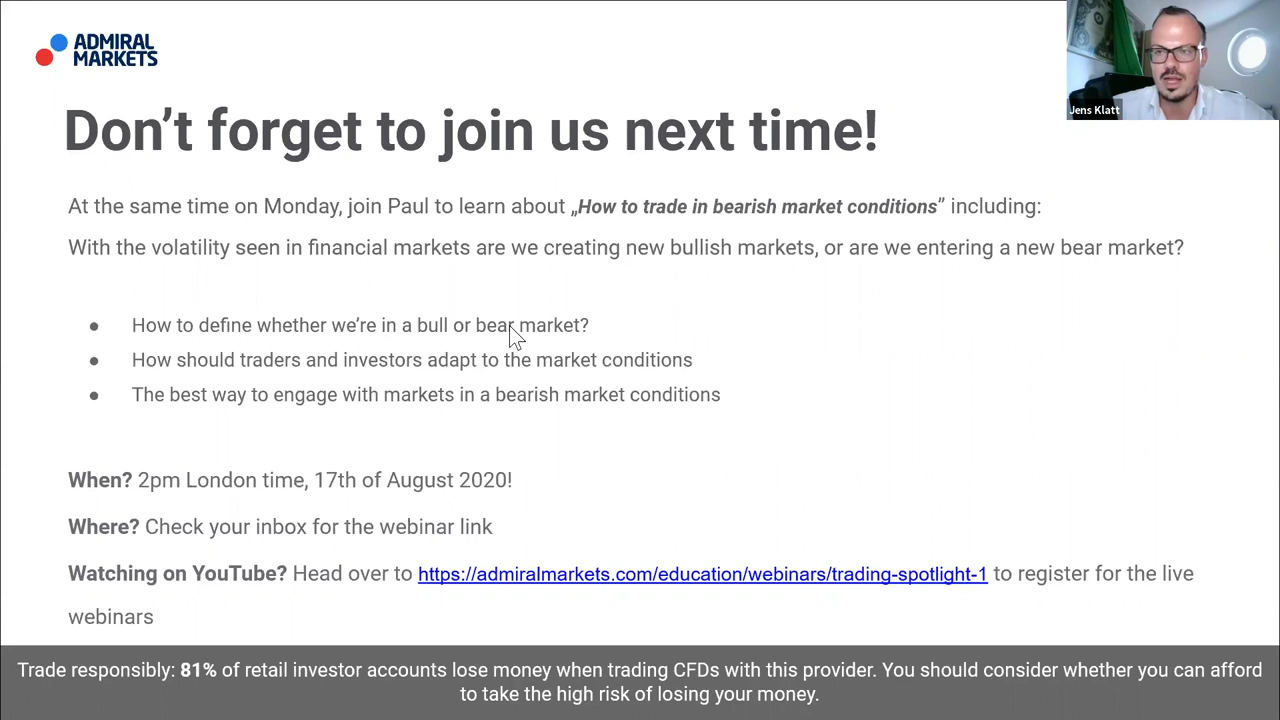 ADMIRAL
MARKETS
Jens Klatt
Don’t forget to join us next time!
At the same time on Monday, join Paul to learn about „How to trade in bearish market conditions” including:
With the volatility seen in financial markets are we creating new bullish markets, or are we entering a new bear market?
● How to define whether we’re in a bull or bear market?
● How should traders and investors adapt to the market conditions
● The best way to engage with markets in a bearish market conditions
When? 2pm London time, 17th of August 2020!
Where? Check your inbox for the webinar link
Watching on YouTube? Head over to https://admiralmarkets.com/education/webinars/trading-spotlight-1 to register for the live
webinars
Trade responsibly: 81% of retail investor accounts lose money when trading CFDs with this provider. You should consider whether you can afford
to take the high risk of losing your money.